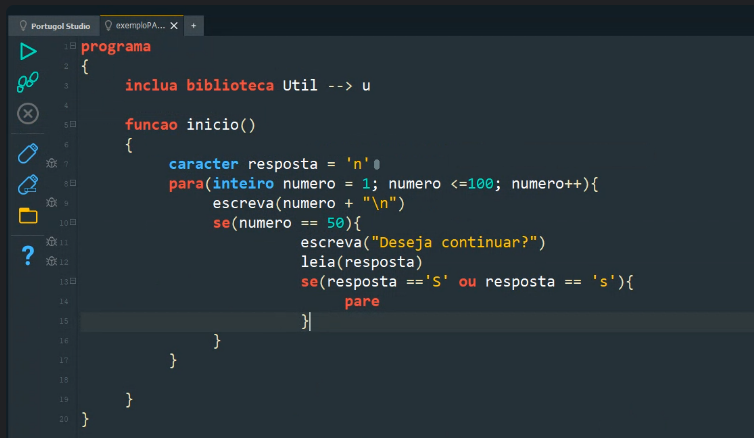 Portugol Studio exemploPA... +
1 programa
2 {
3 inclua biblioteca Util --> u
4
5 funcao inicio()
6 {
7 caracter resposta = 'n'
8 para(inteiro numero = 1; numero <=100; numero++){
9 escreva(numero + "\n")
10 se(numero == 50){
11 escreva("Deseja continuar?")
12 leia(resposta)
13 se(resposta =='S' ou resposta == 's'){
14 pare
15 }
16 }
17 }
18
19 }
20 }
?